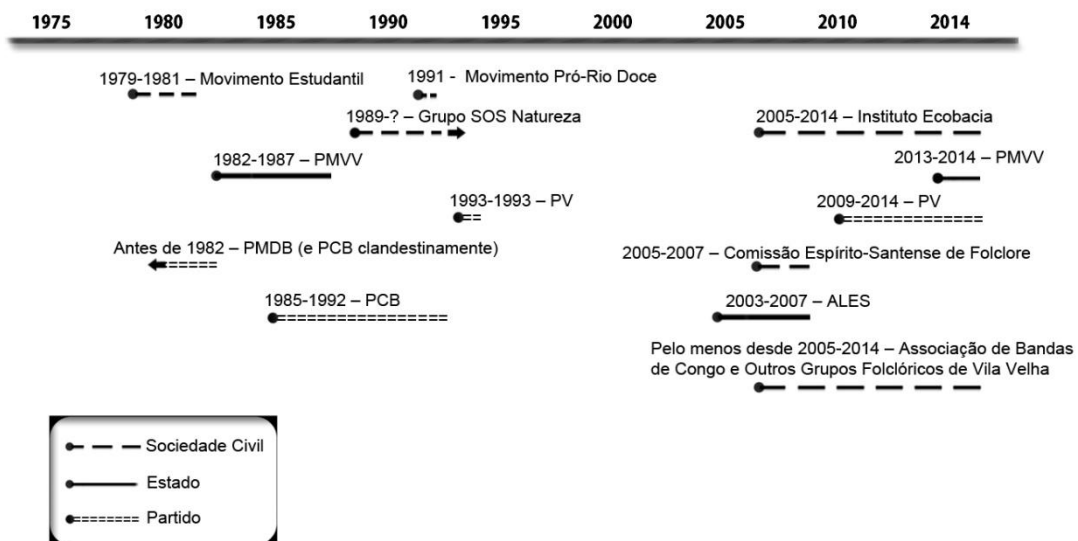 1975 1980 1985 1990 1995 2000 2005 2010 2014
1979-1981 – Movimento Estudantil
1991 - Movimento Pró-Rio Doce
1989-? – Grupo SOS Natureza
2005-2014 – Instituto Ecobacia
1982-1987 – PMVV
2013-2014 – PMVV
1993-1993 – PV
2009-2014 – PV
Antes de 1982 – PMDB (e PCB clandestinamente)
2005-2007 – Comissão Espírito-Santense de Folclore
1985-1992 – PCB
2003-2007 – ALES
Pelo menos desde 2005-2014 – Associação de Bandas
de Congo e Outros Grupos Folclóricos de Vila Velha
Sociedade Civil
Estado
Partido